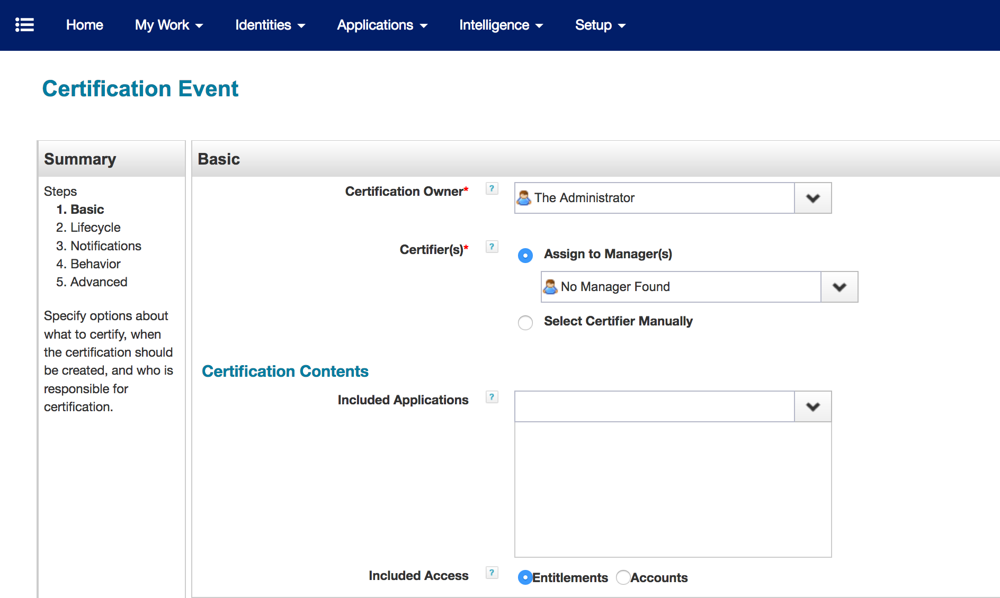 Home My Work Identities Applications Intelligence Setup
Certification Event
Summary
Steps
1. Basic
2. Lifecycle
3. Notifications
4. Behavior
5. Advanced
Specify options about
what to certify, when
the certification should
be created, and who is
responsible for
certification.
Basic
Certification Owner* ? The Administrator
Certifier(s)* ? Assign to Manager(s)
No Manager Found
Select Certifier Manually
Certification Contents
Included Applications ?
Included Access ? Entitlements Accounts